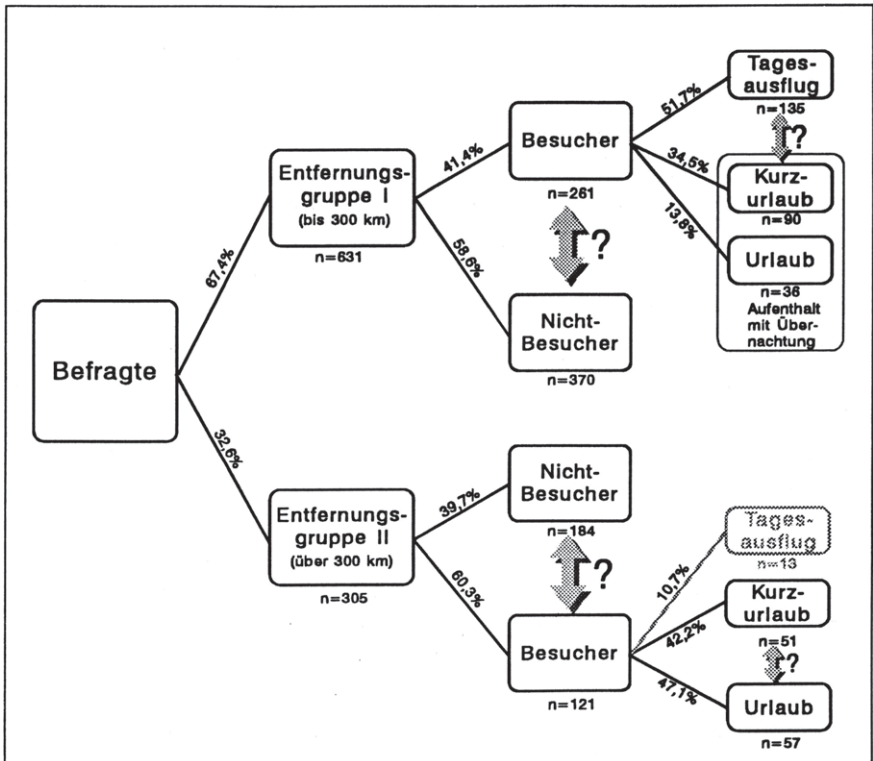 Befragte
67,4%
32,6%
Entfernungs-
gruppe I
(bis 300 km)
n=631
41,4%
58,6%
Besucher
n=261
?
Nicht-
Besucher
n=370
51,7%
34,5%
13,8%
Tages-
ausflug
n=135
?
Kurz-
urlaub
n=90
Urlaub
n=36
Aufenthalt
mit Über-
nachtung
Entfernungs-
gruppe II
(über 300 km)
n=305
39,7%
60,3%
Nicht-
Besucher
n=184
?
Besucher
n=121
10,7%
42,2%
47,1%
Tages-
ausflug
n=13
Kurz-
urlaub
n=51
?
Urlaub
n=57